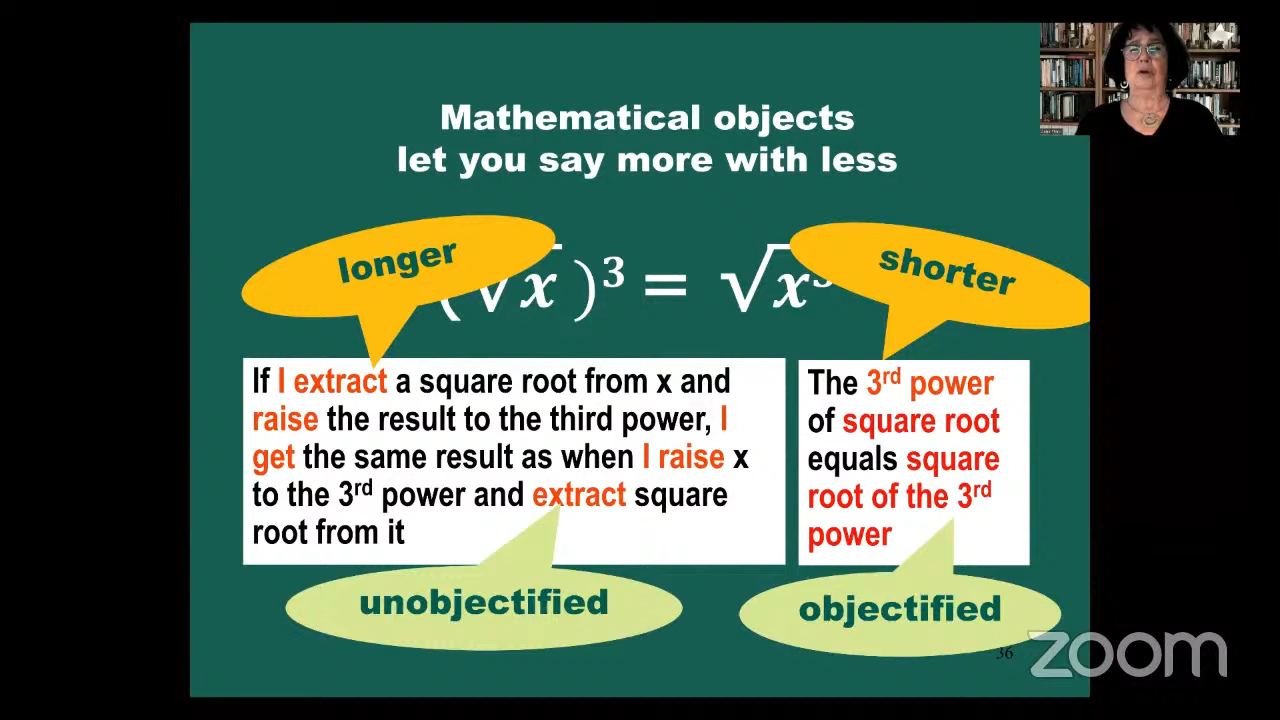 Mathematical objects
let you say more with less
longer
shorter
(√x )³ = √x³
If I extract a square root from x and
raise the result to the third power, I
get the same result as when I raise x
to the 3rd power and extract square
root from it
The 3rd power
of square root
equals square
root of the 3rd
power
unobjectified
objectified
36
zoom